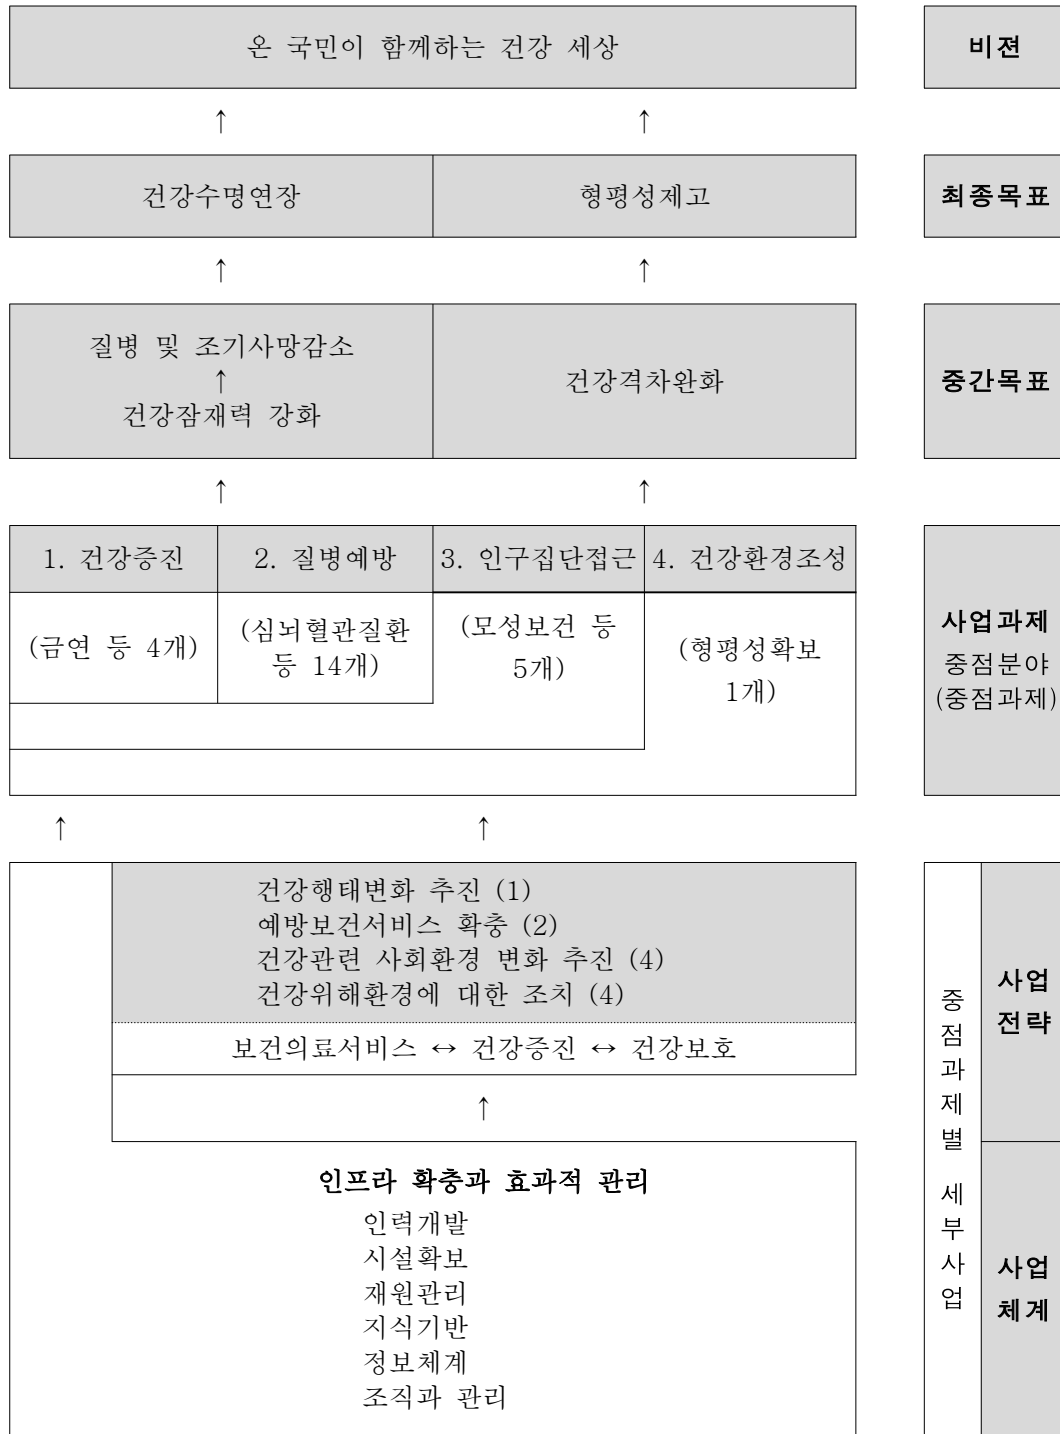 온 국민이 함께하는 건강 세상
비젼
↑ ↑
건강수명연장 형평성제고
최종목표
↑ ↑
질병 및 조기사망감소
↑
건강잠재력 강화
건강격차완화
중간목표
↑ ↑
1. 건강증진 2. 질병예방 3. 인구집단접근 4. 건강환경조성
(금연 등 4개)
(심뇌혈관질환
등 14개)
(모성보건 등
5개)
(형평성확보
1개)
사업과제
중점분야
(중점과제)
↑ ↑
건강행태변화 추진 (1)
예방보건서비스 확충 (2)
건강관련 사회환경 변화 추진 (4)
건강위해환경에 대한 조치 (4)
보건의료서비스 ↔ 건강증진 ↔ 건강보호
↑
인프라 확충과 효과적 관리
인력개발
시설확보
재원관리
지식기반
정보체계
조직과 관리
중점과제별 세부사업
사업
전략
사업
체계